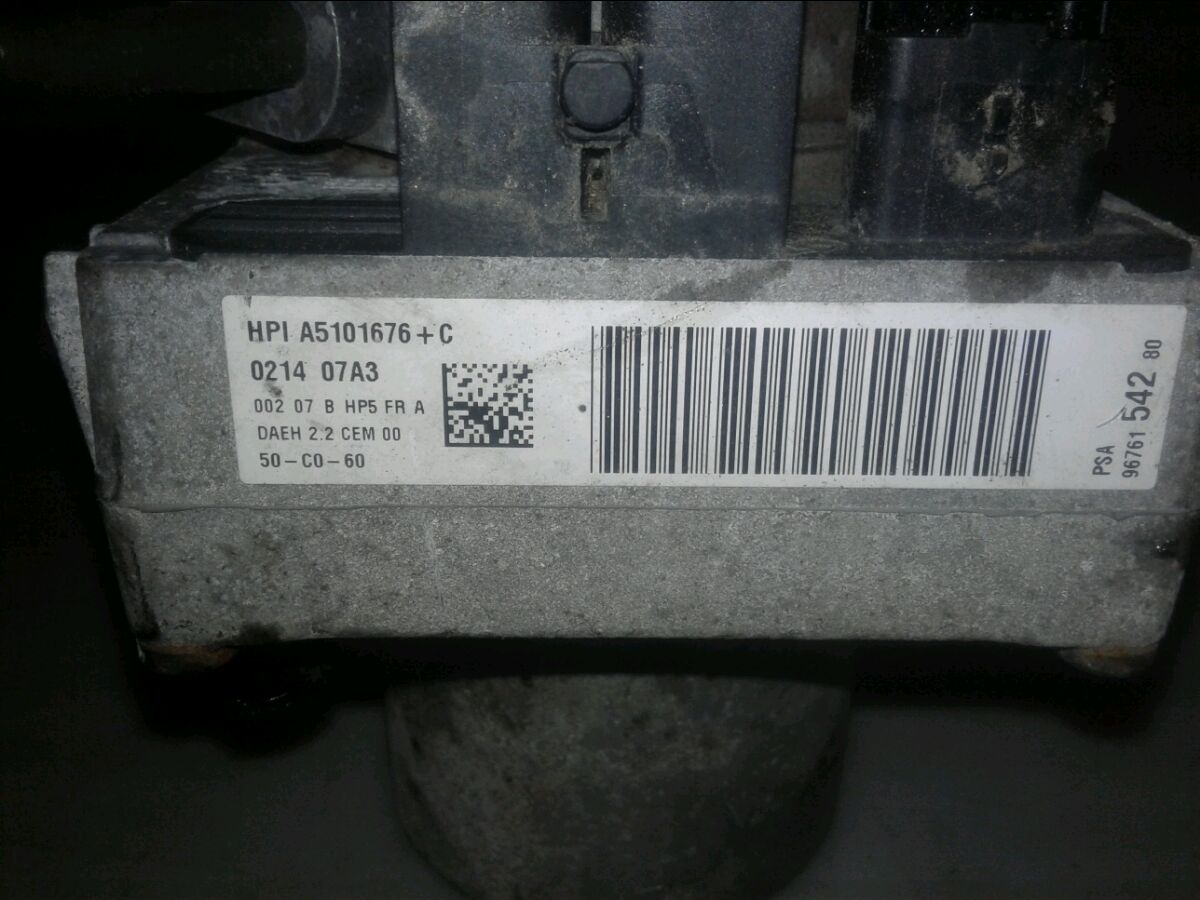 HPI A5101676+C
0214 07A3
002 07 B HP5 FR A
DAEH 2.2 CEM 00
50-C0-60
PSA
96761 542 80